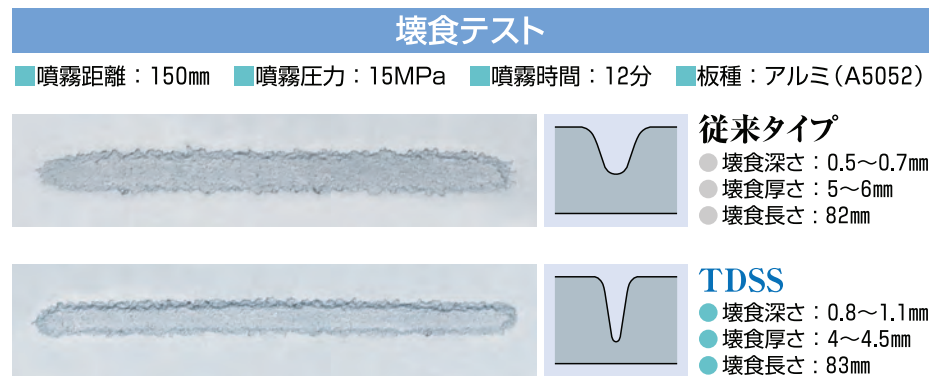 壊食テスト
■噴霧距離：150㎜ ■噴霧圧力：15MPa ■噴霧時間：12分 ■板種：アルミ（A5052）
従来タイプ
●壊食深さ：0.5～0.7㎜
●壊食厚さ：5～6㎜
●壊食長さ：82㎜
TDSS
●壊食深さ：0.8～1.1㎜
●壊食厚さ：4～4.5㎜
●壊食長さ：83㎜